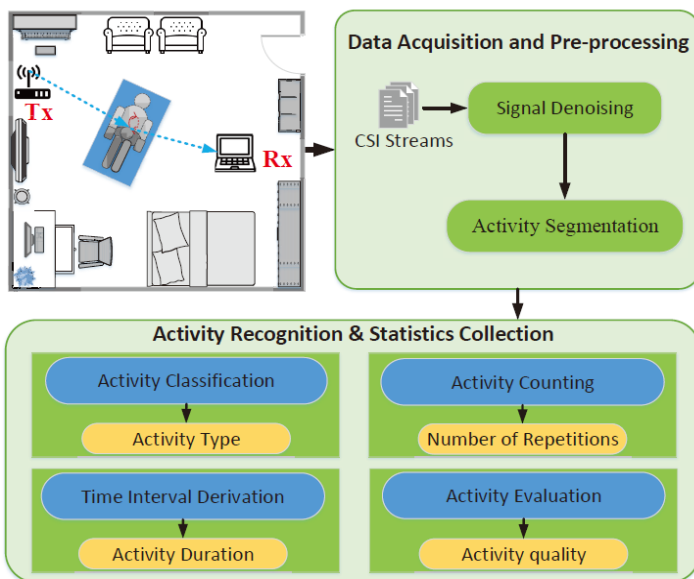 Tx
Rx
Data Acquisition and Pre-processing
CSI Streams
Signal Denoising
Activity Segmentation
Activity Recognition & Statistics Collection
Activity Classification
Activity Type
Activity Counting
Number of Repetitions
Time Interval Derivation
Activity Duration
Activity Evaluation
Activity quality